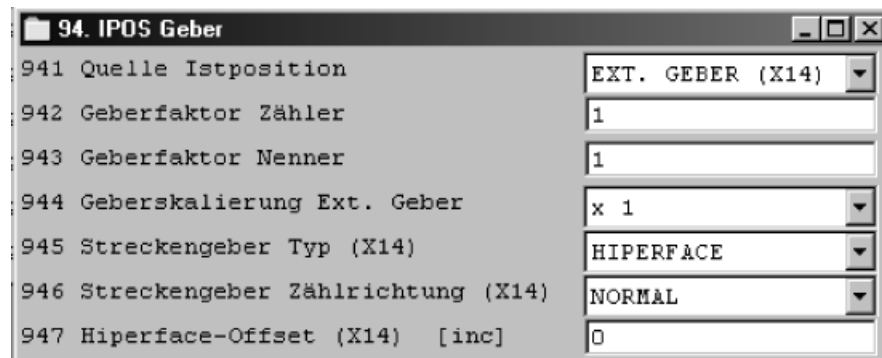 94. IPOS Geber
941 Quelle Istposition EXT. GEBER (X14)
942 Geberfaktor Zähler 1
943 Geberfaktor Nenner 1
944 Geberskalierung Ext. Geber x 1
945 Streckengeber Typ (X14) HIPERFACE
946 Streckengeber Zählrichtung (X14) NORMAL
947 Hiperface-Offset (X14) [inc] 0